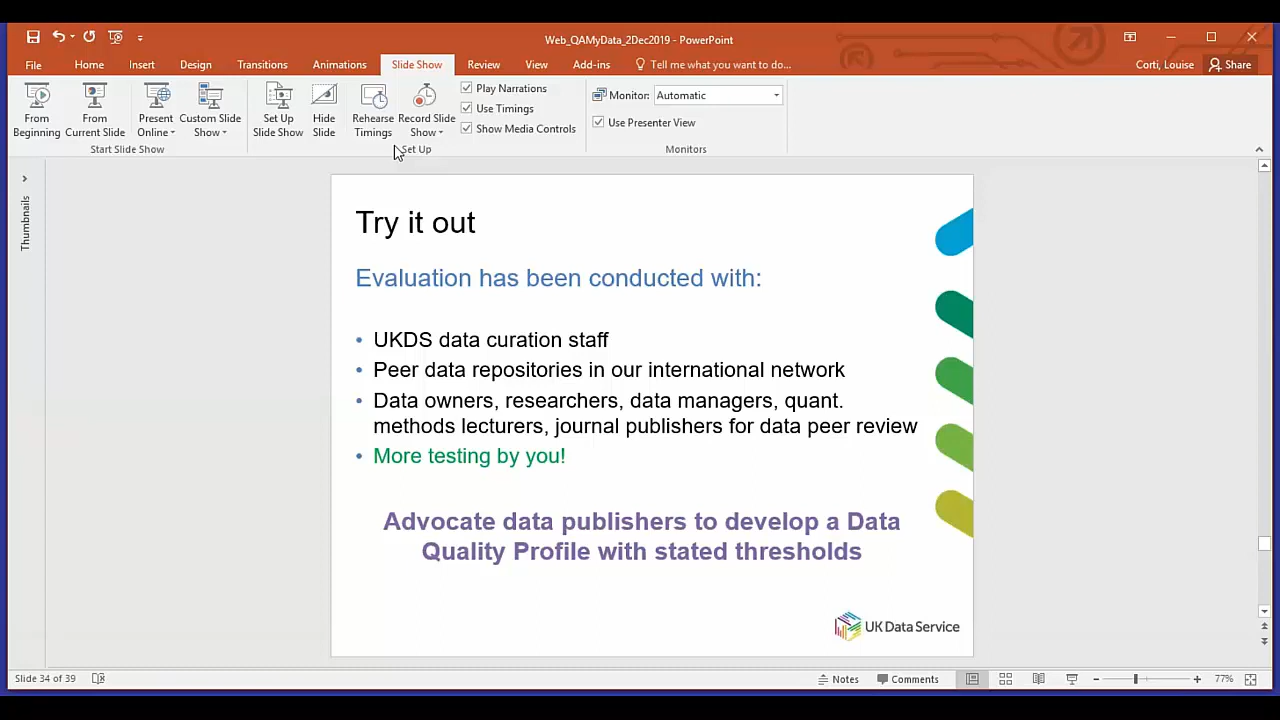 Web_QAMyData_2Dec2019 - PowerPoint
File Home Insert Design Transitions Animations Slide Show Review View Add-ins Tell me what you want to do... Corti, Louise Share
From Beginning
From Current Slide
Present Online
Custom Slide Show
Start Slide Show
Set Up Slide Show
Hide Slide
Rehearse Timings
Record Slide Show
Play Narrations
Use Timings
Show Media Controls
Set Up
Monitor: Automatic
Use Presenter View
Monitors
Thumbnails
Try it out
Evaluation has been conducted with:
• UKDS data curation staff
• Peer data repositories in our international network
• Data owners, researchers, data managers, quant.
methods lecturers, journal publishers for data peer review
• More testing by you!
Advocate data publishers to develop a Data
Quality Profile with stated thresholds
UK Data Service
Slide 34 of 39 Notes Comments 77%